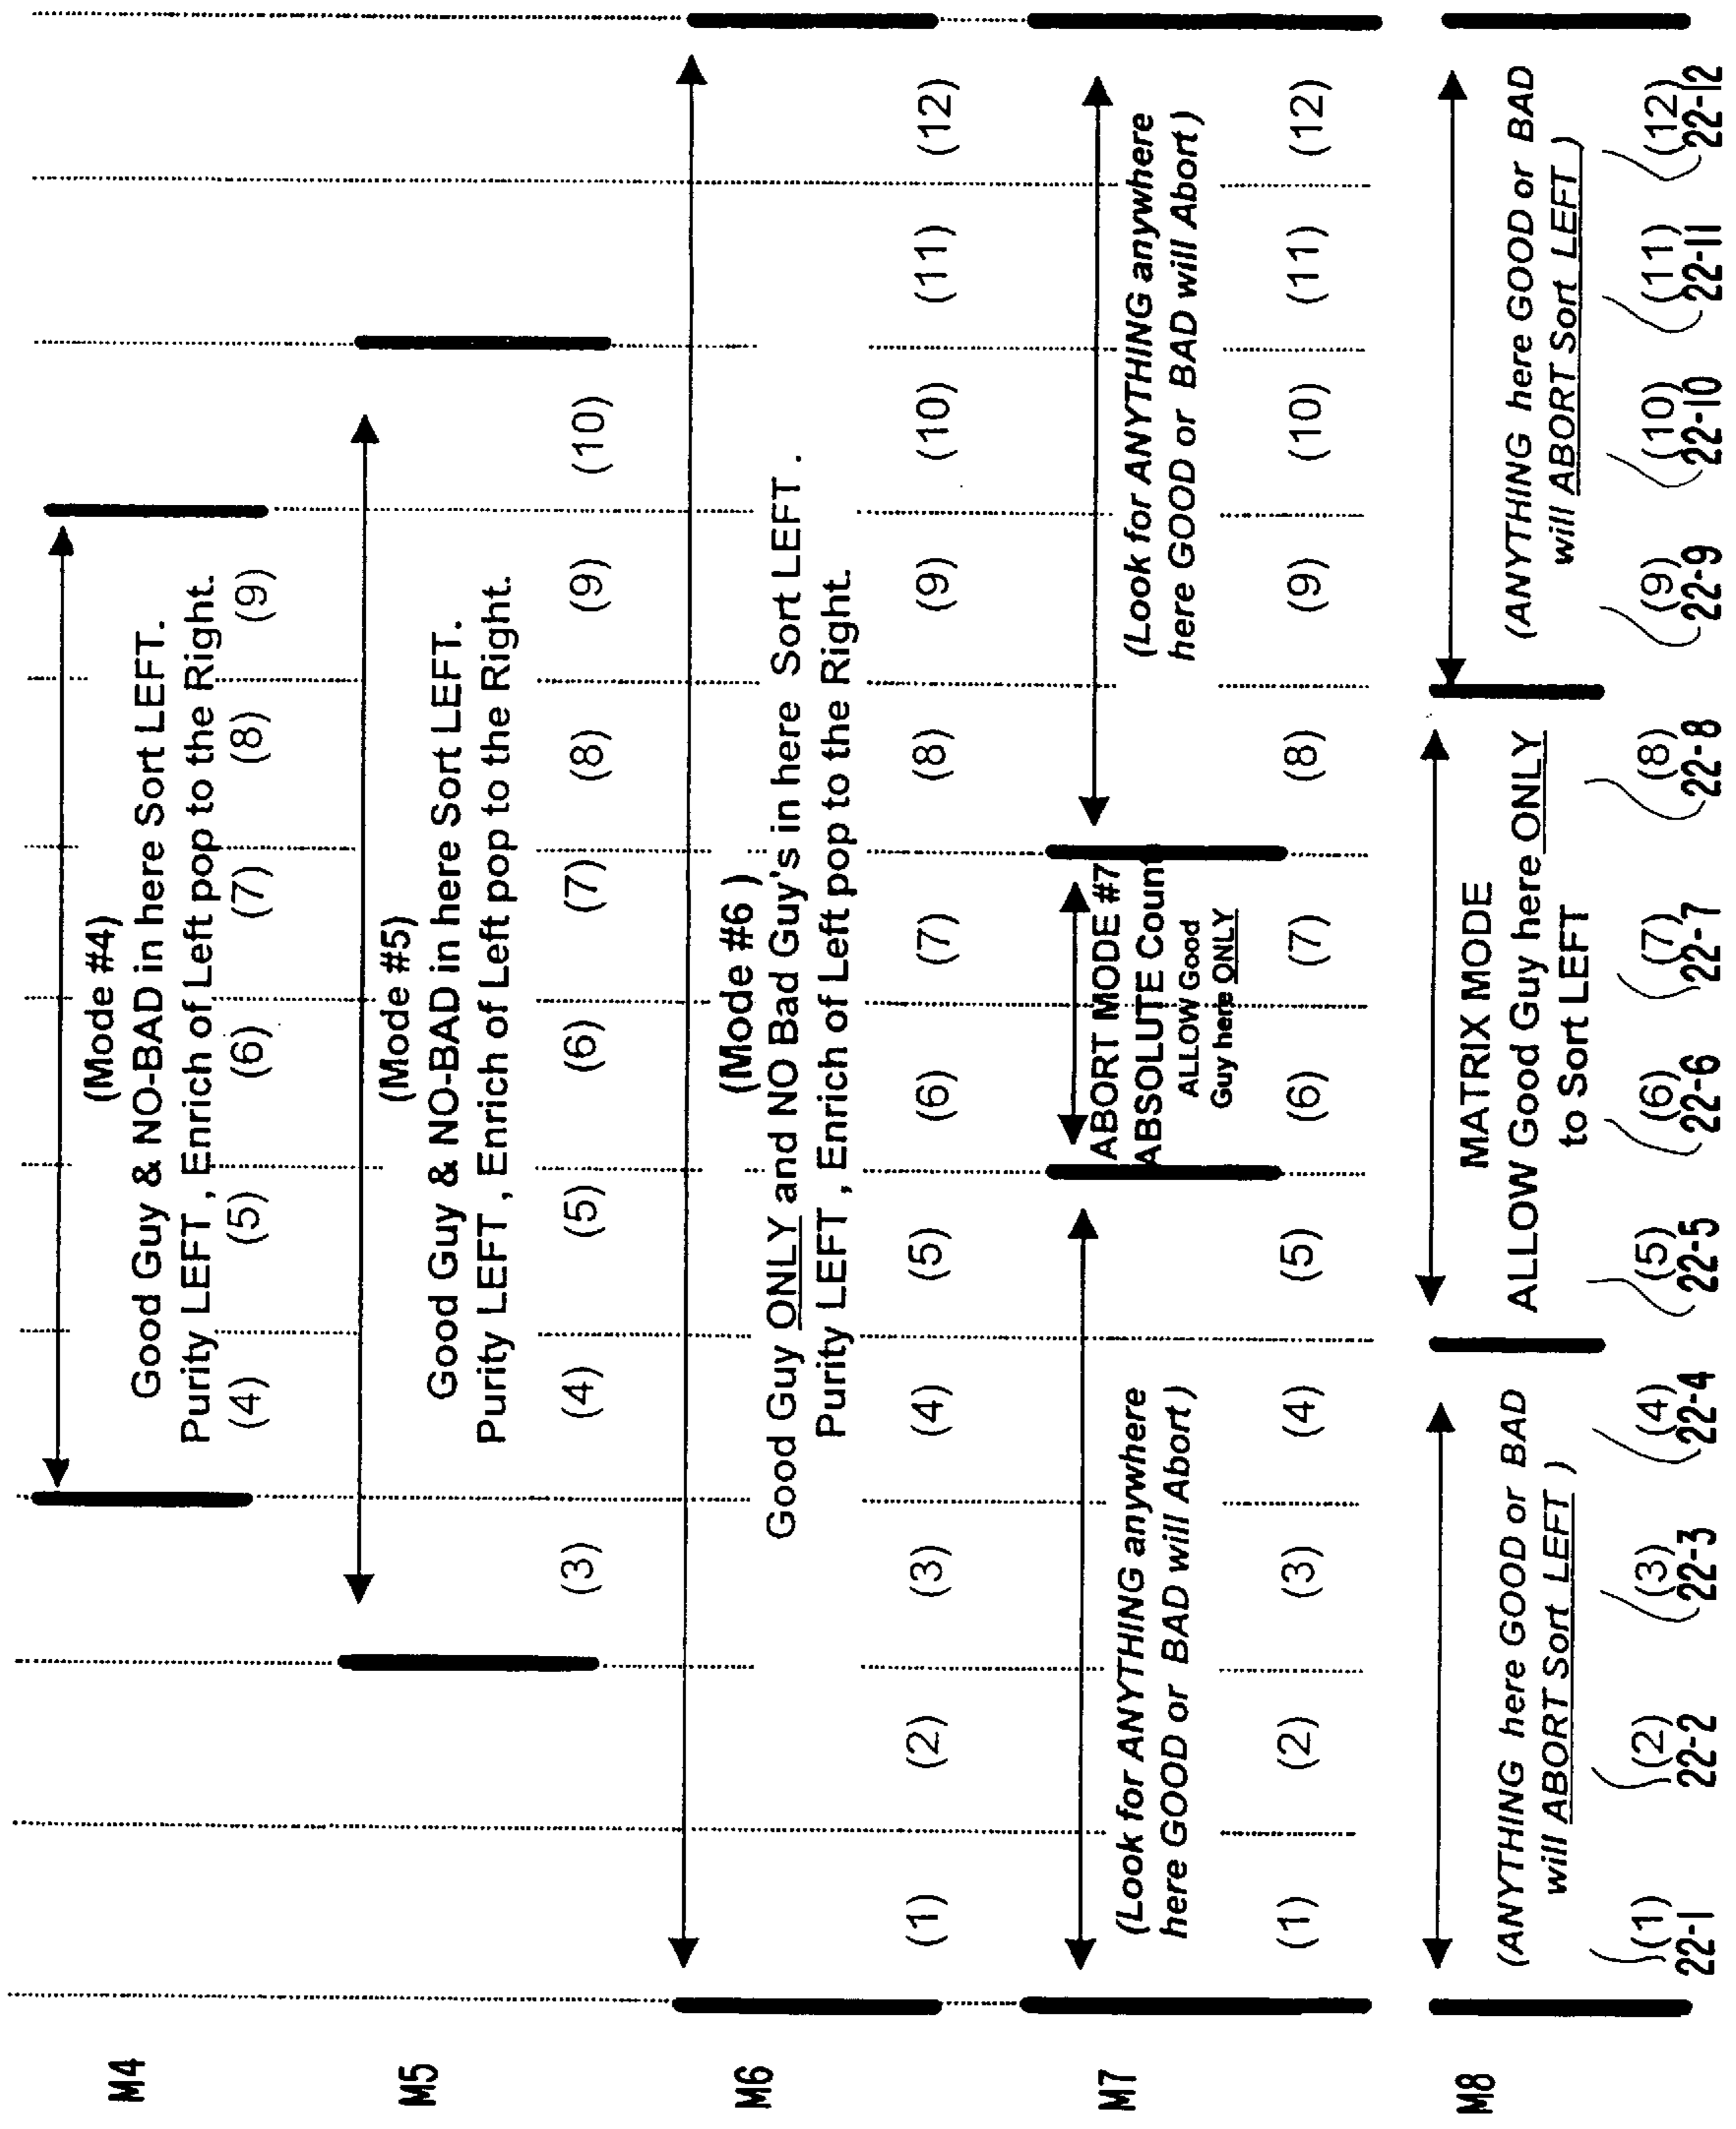 M4
(Mode #4)
Good Guy & NO-BAD in here Sort LEFT.
Purity LEFT , Enrich of Left pop to the Right.
(4) (5) (6) (7) (8) (9)
M5
(Mode #5)
Good Guy & NO-BAD in here Sort LEFT.
Purity LEFT , Enrich of Left pop to the Right.
(3) (4) (5) (6) (7) (8) (9) (10)
M6
(Mode #6 )
Good Guy ONLY and NO Bad Guy's in here Sort LEFT .
Purity LEFT , Enrich of Left pop to the Right.
(1) (2) (3) (4) (5) (6) (7) (8) (9) (10) (11) (12)
M7
(Look for ANYTHING anywhere
here GOOD or BAD will Abort )
ABORT MODE #7
ABSOLUTE Count
ALLOW Good
Guy here ONLY
(Look for ANYTHING anywhere
here GOOD or BAD will Abort )
(1) (2) (3) (4) (5) (6) (7) (8) (9) (10) (11) (12)
M8
(ANYTHING here GOOD or BAD
will ABORT Sort LEFT )
MATRIX MODE
ALLOW Good Guy here ONLY
to Sort LEFT
(ANYTHING here GOOD or BAD
will ABORT Sort LEFT )
(1) (2) (3) (4) (5) (6) (7) (8) (9) (10) (11) (12)
22-1 22-2 22-3 22-4 22-5 22-6 22-7 22-8 22-9 22-10 22-11 22-12